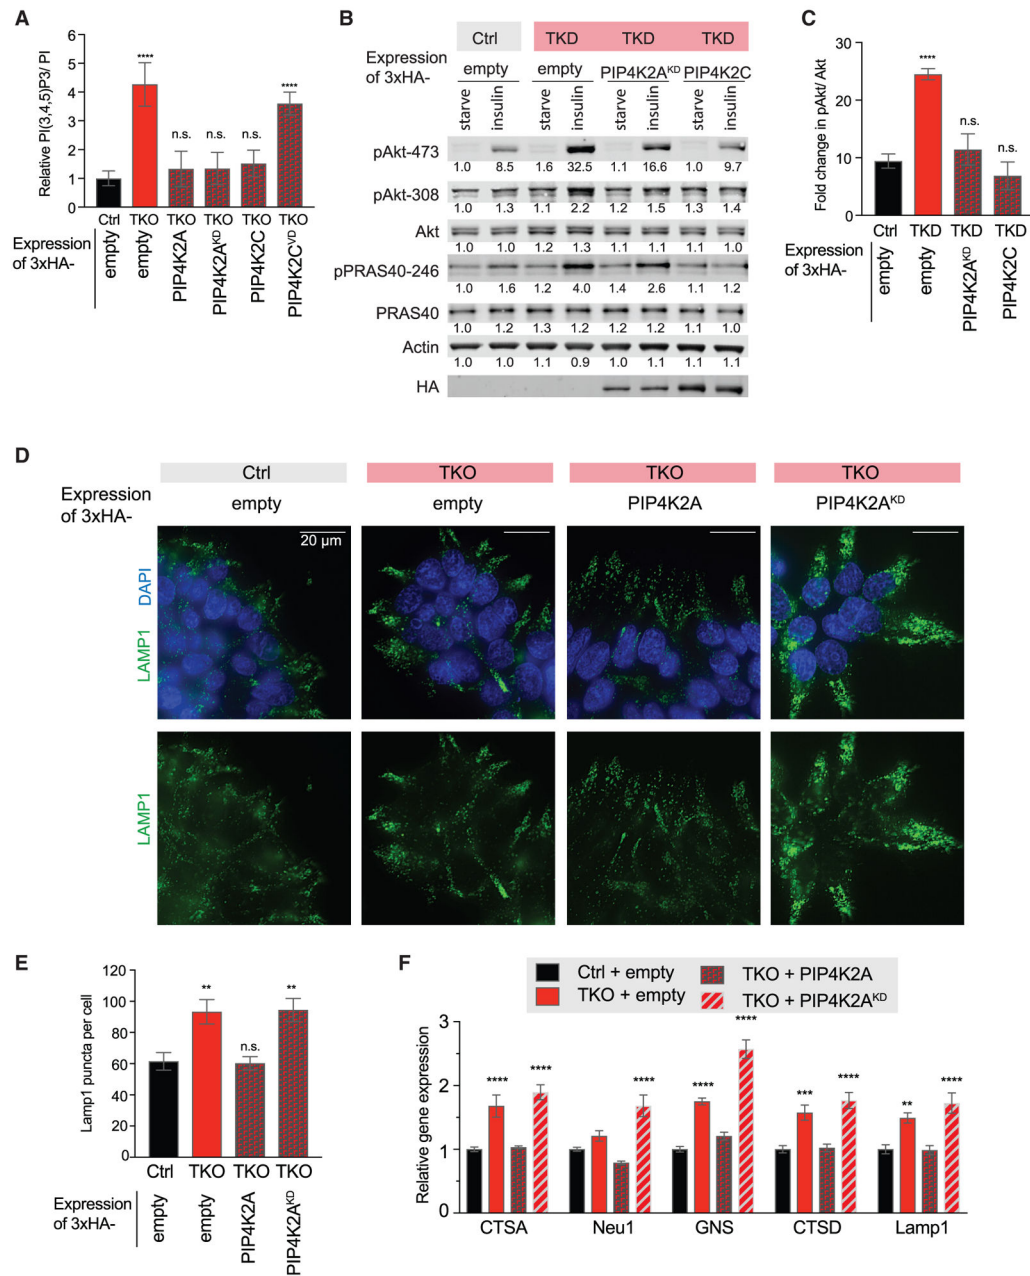 A
Relative PI(3,4,5)P3/ PI
6
5
4
3
2
1
0
****
n.s.
n.s.
n.s.
****
Ctrl TKO TKO TKO TKO TKO
Expression
of 3xHA-
empty
empty
PIP4K2A
PIP4K2AKD
PIP4K2C
PIP4K2CVD
B
Ctrl TKD TKD TKD
Expression
of 3xHA-
empty empty PIP4K2AKD PIP4K2C
starve insulin starve insulin starve insulin starve insulin
pAkt-473
1.0 8.5 1.6 32.5 1.1 16.6 1.0 9.7
pAkt-308
1.0 1.3 1.1 2.2 1.2 1.5 1.3 1.4
Akt
1.0 1.0 1.2 1.3 1.1 1.1 1.0 1.0
pPRAS40-246
1.0 1.6 1.2 4.0 1.4 2.6 1.1 1.2
PRAS40
1.0 1.2 1.3 1.2 1.2 1.2 1.1 1.0
Actin
1.0 1.0 1.1 0.9 1.0 1.1 1.1 1.1
HA
C
Fold change in pAkt/ Akt
30
20
10
0
****
n.s.
n.s.
Ctrl TKD TKD TKD
Expression
of 3xHA-
empty
empty
PIP4K2AKD
PIP4K2C
D
Ctrl TKO TKO TKO
Expression
of 3xHA-
empty empty PIP4K2A PIP4K2AKD
20 µm
LAMP1 DAPI
LAMP1
E
Lamp1 puncta per cell
120
100
80
60
40
20
0
**
n.s.
**
Ctrl TKO TKO TKO
Expression
of 3xHA-
empty
empty
PIP4K2A
PIP4K2AKD
F
Ctrl + empty TKO + PIP4K2A
TKO + empty TKO + PIP4K2AKD
Relative gene expression
3
2
1
0
**** ****
****
**** ****
*** ****
** ****
CTSA Neu1 GNS CTSD Lamp1